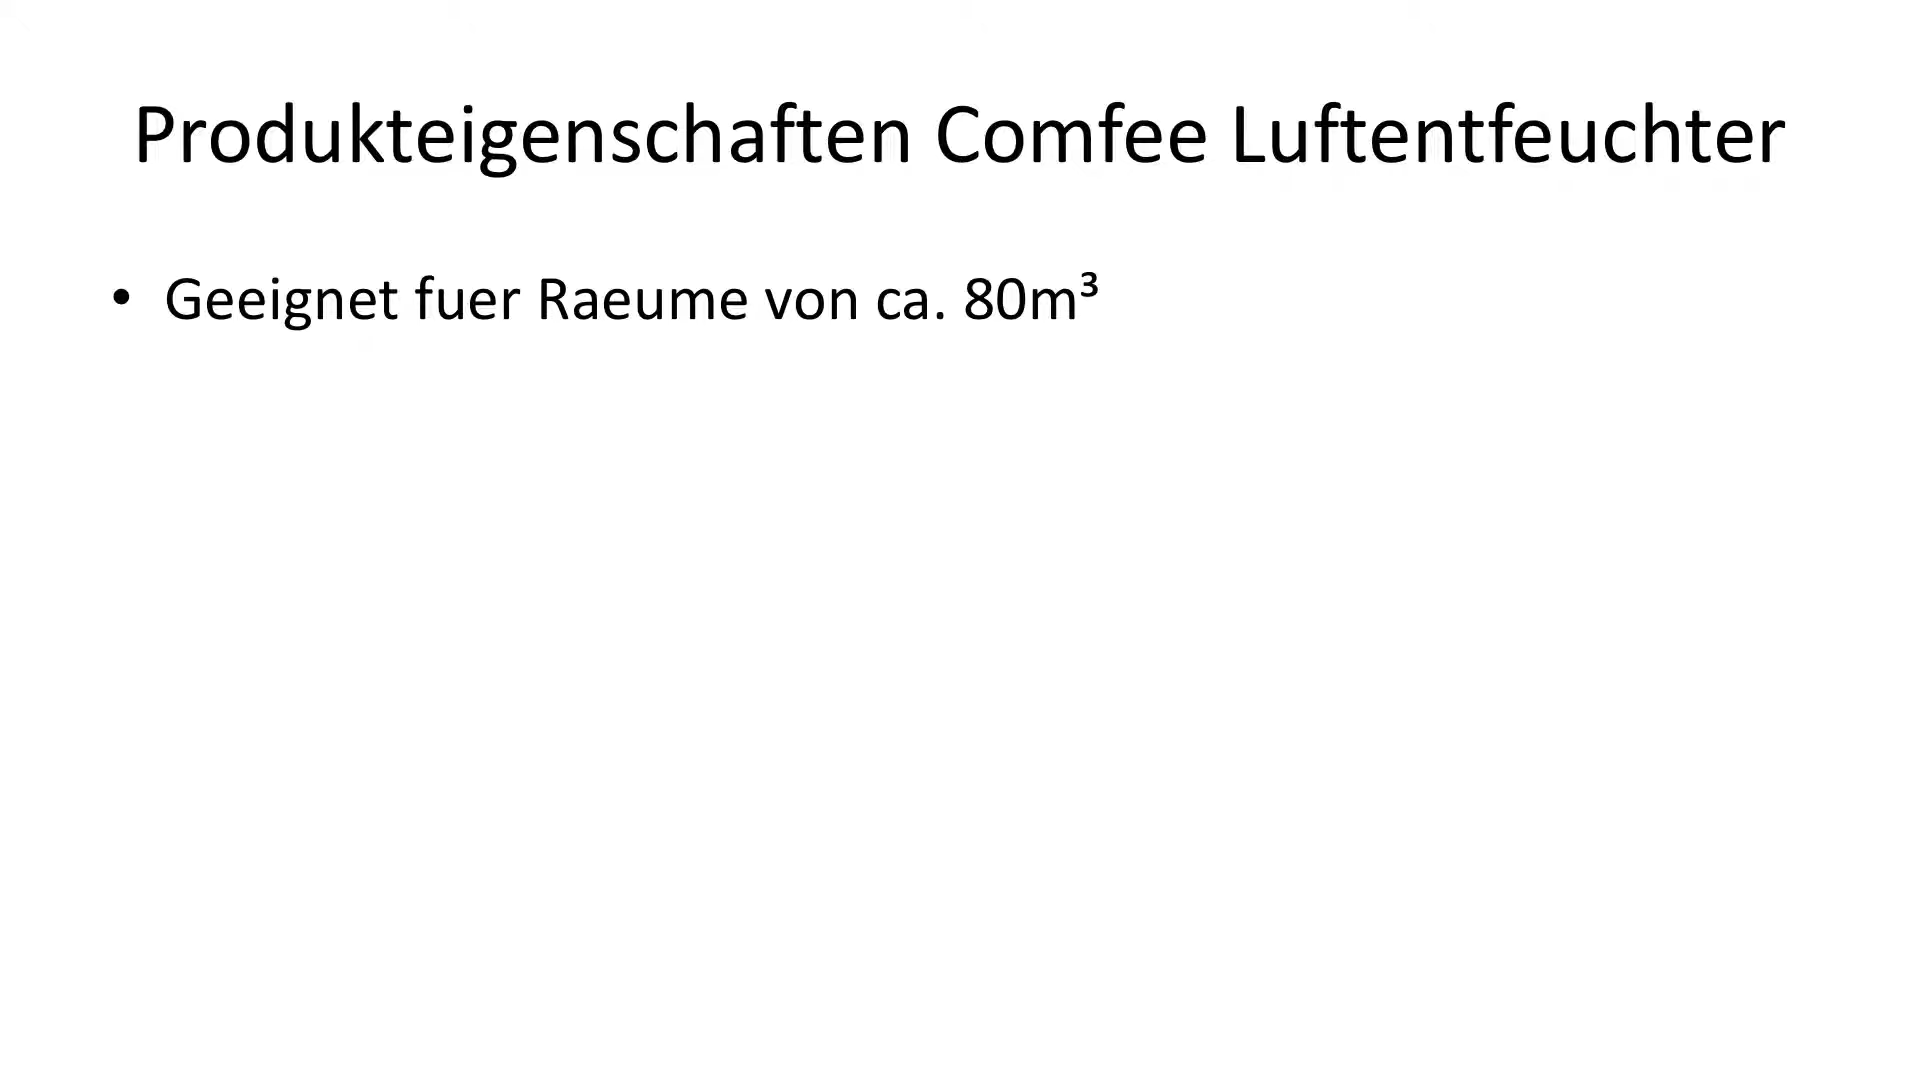 Produkteigenschaften Comfee Luftentfeuchter
• Geeignet fuer Raeume von ca. 80m³